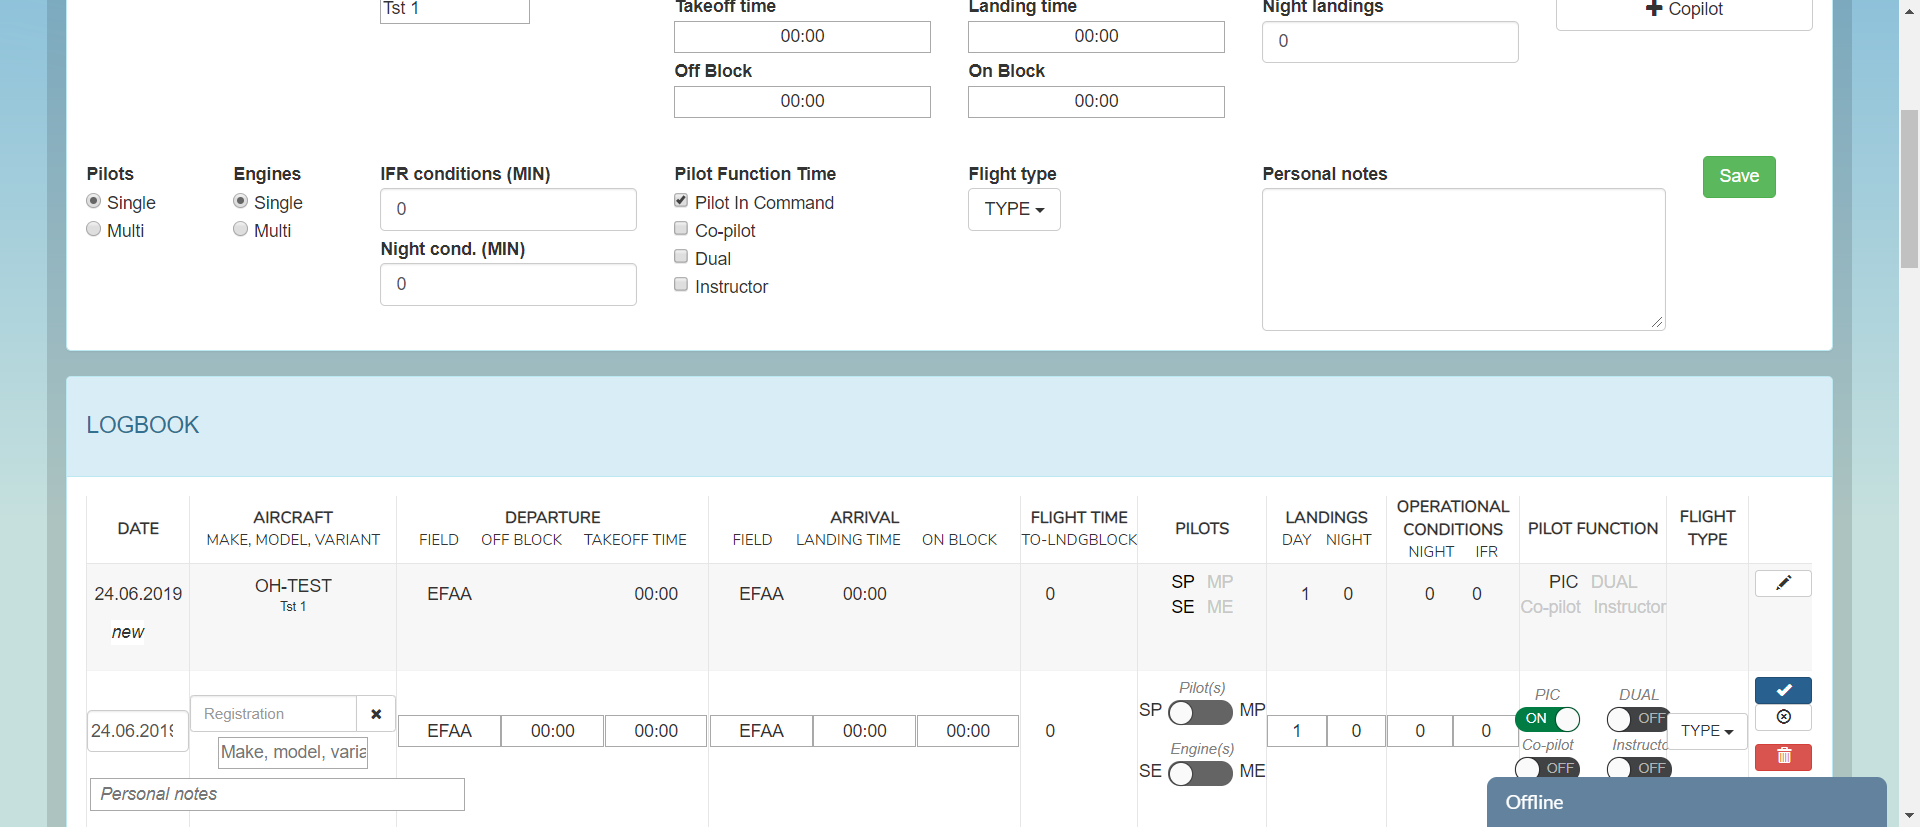 Tst 1
Takeoff time
00:00
Landing time
00:00
Night landings
0
Copilot
Off Block
00:00
On Block
00:00
Pilots
Single
Multi
Engines
Single
Multi
IFR conditions (MIN)
0
Night cond. (MIN)
0
Pilot Function Time
Pilot In Command
Co-pilot
Dual
Instructor
Flight type
TYPE
Personal notes
Save
LOGBOOK
DATE
AIRCRAFT
MAKE, MODEL, VARIANT
DEPARTURE
FIELD OFF BLOCK TAKEOFF TIME
ARRIVAL
FIELD LANDING TIME ON BLOCK
FLIGHT TIME
TO-LNDGBLOCK
PILOTS
LANDINGS
DAY NIGHT
OPERATIONAL
CONDITIONS
NIGHT IFR
PILOT FUNCTION
FLIGHT
TYPE
24.06.2019
new
OH-TEST
Tst 1
EFAA 00:00
EFAA 00:00
0
SP MP
SE ME
1 0
0 0
PIC DUAL
Co-pilot Instructor
24.06.2019
Registration
Make, model, varia
EFAA 00:00 00:00
EFAA 00:00 00:00
0
Pilot(s)
SP MP
Engine(s)
SE ME
1 0
0 0
PIC DUAL
ON OFF
Co-pilot Instructo
OFF OFF
TYPE
Personal notes
Offline